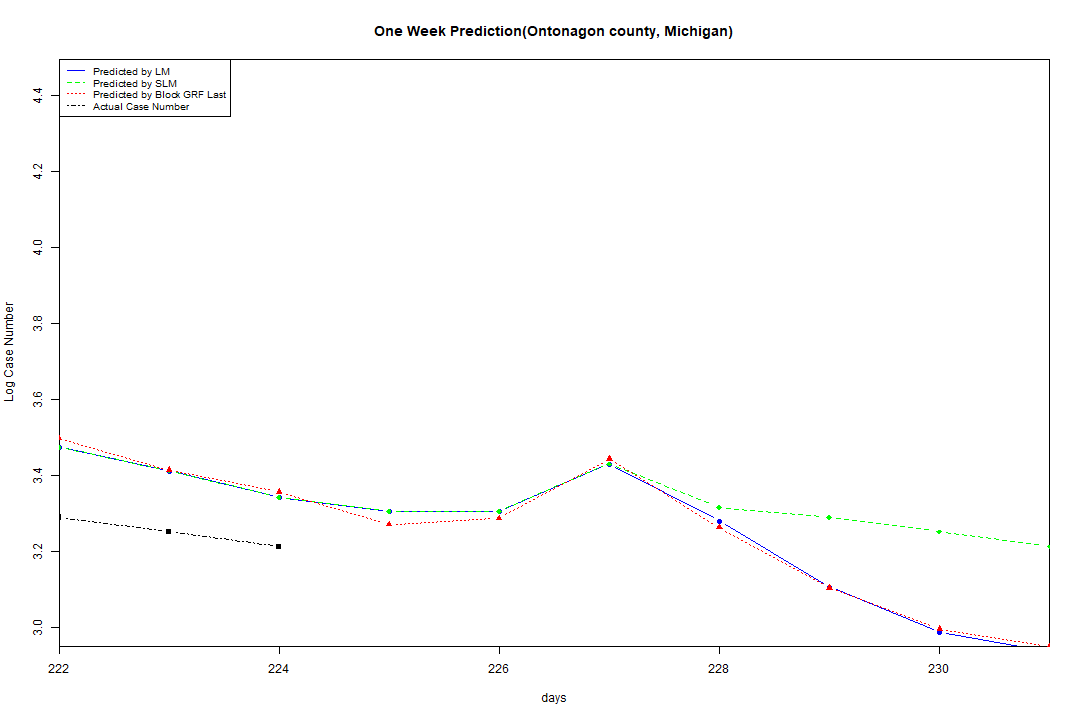 One Week Prediction(Ontonagon county, Michigan)
Predicted by LM
Predicted by SLM
Predicted by Block GRF Last
Actual Case Number
Log Case Number
4.4
4.2
4.0
3.8
3.6
3.4
3.2
3.0
222 224 226 228 230
days